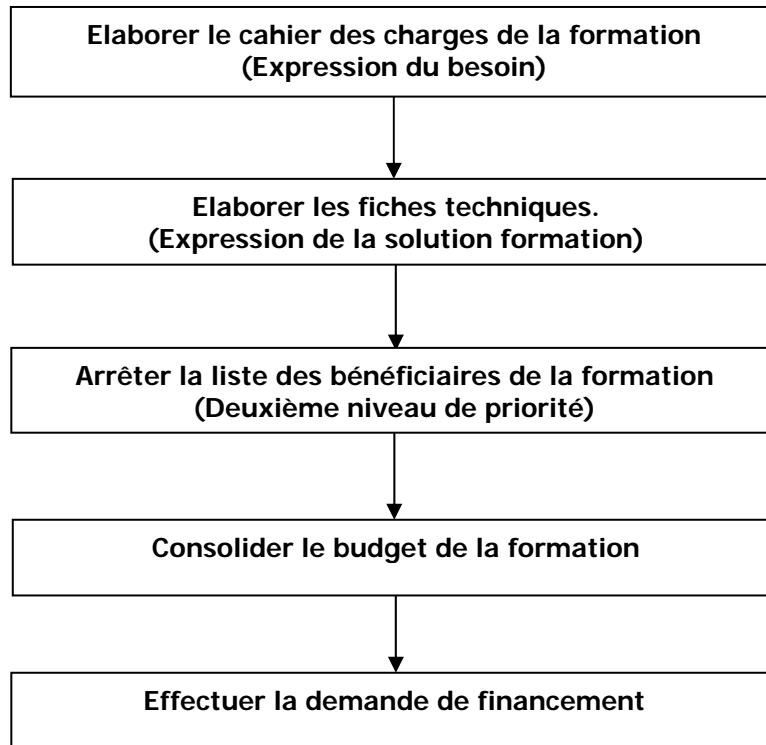 Elaborer le cahier des charges de la formation
(Expression du besoin)
Elaborer les fiches techniques.
(Expression de la solution formation)
Arrêter la liste des bénéficiaires de la formation
(Deuxième niveau de priorité)
Consolider le budget de la formation
Effectuer la demande de financement